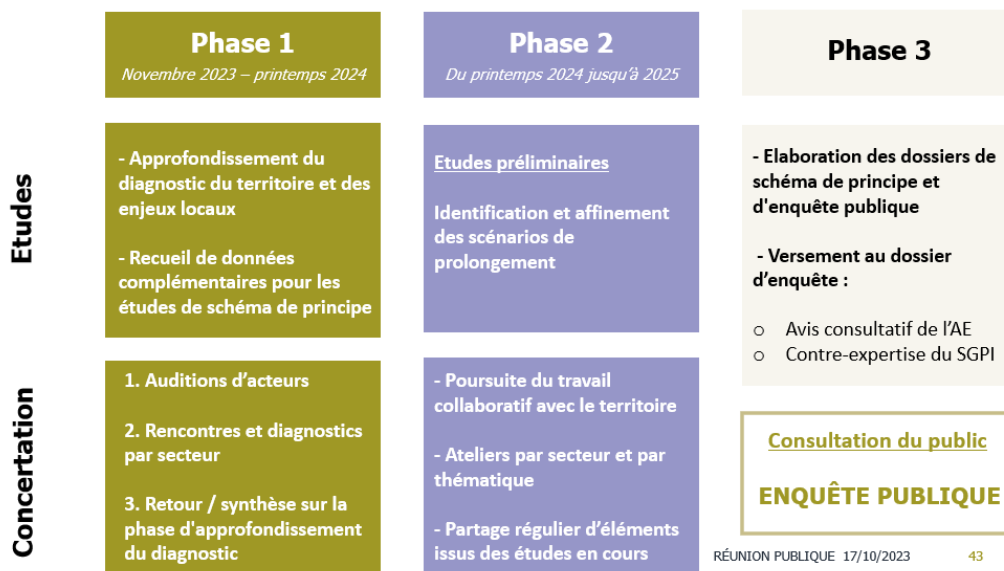 Phase 1
Novembre 2023 – printemps 2024
Phase 2
Du printemps 2024 jusqu'à 2025
Phase 3
Etudes
- Approfondissement du
diagnostic du territoire et des
enjeux locaux
- Recueil de données
complémentaires pour les
études de schéma de principe
Etudes préliminaires
Identification et affinement
des scénarios de
prolongement
- Elaboration des dossiers de
schéma de principe et
d'enquête publique
- Versement au dossier
d'enquête :
o Avis consultatif de l'AE
o Contre-expertise du SGPI
Concertation
1. Auditions d'acteurs
2. Rencontres et diagnostics
par secteur
3. Retour / synthèse sur la
phase d'approfondissement
du diagnostic
- Poursuite du travail
collaboratif avec le territoire
- Ateliers par secteur et par
thématique
- Partage régulier d'éléments
issus des études en cours
Consultation du public
ENQUÊTE PUBLIQUE
RÉUNION PUBLIQUE 17/10/2023 43